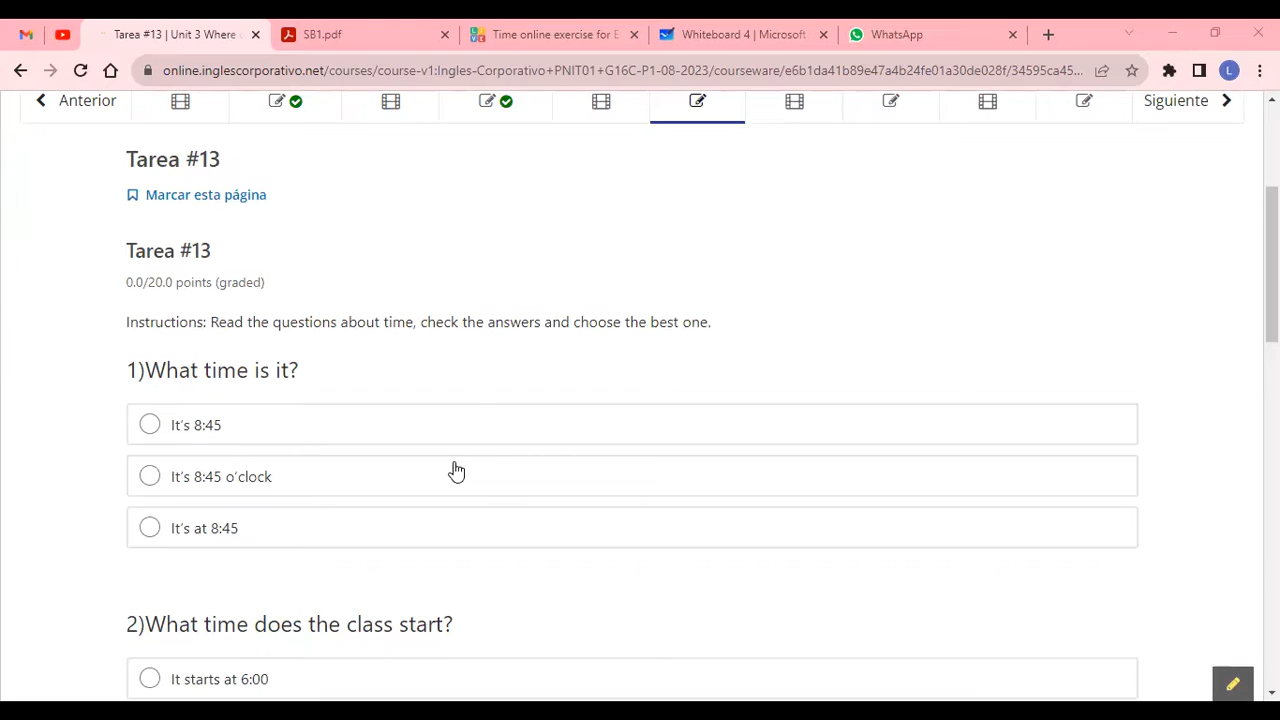 Tarea #13 | Unit 3 Where
SB1.pdf
Time online exercise for E
Whiteboard 4 | Microsoft
WhatsApp
online.inglescorporativo.net/courses/course-v1:Ingles-Corporativo+PNIT01+G16C-P1-08-2023/courseware/e6b1da41b89e47a4b24fe01a30de028f/34595ca45...
L
Anterior
Siguiente
Tarea #13
Marcar esta página
Tarea #13
0.0/20.0 points (graded)
Instructions: Read the questions about time, check the answers and choose the best one.
1)What time is it?
It’s 8:45
It’s 8:45 o’clock
It’s at 8:45
2)What time does the class start?
It starts at 6:00